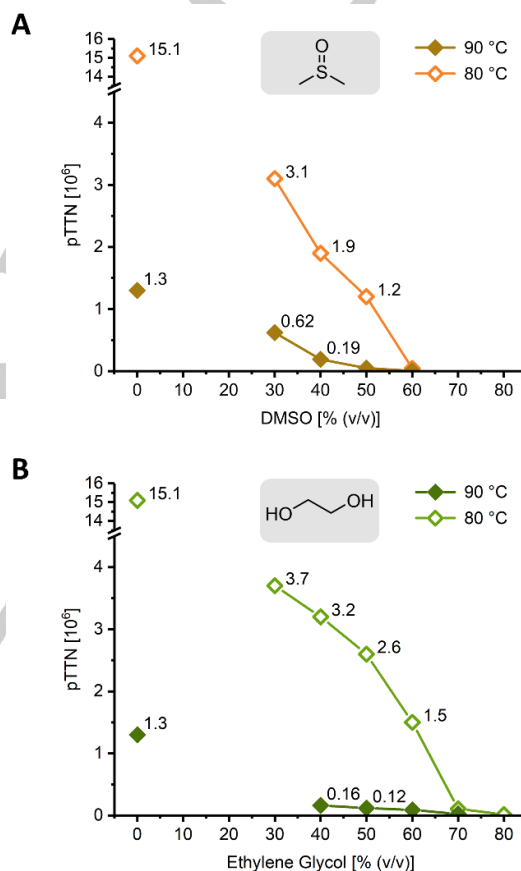 A
16
15
14
4
3
2
1
0
pTTN [10⁶]
15.1
O
S
90 °C
80 °C
3.1
1.9
1.2
1.3
0.62
0.19
0 10 20 30 40 50 60 70 80
DMSO [% (v/v)]
B
16
15
14
4
3
2
1
0
pTTN [10⁶]
15.1
HO
OH
90 °C
80 °C
3.7
3.2
2.6
1.5
1.3
0.16
0.12
0 10 20 30 40 50 60 70 80
Ethylene Glycol [% (v/v)]